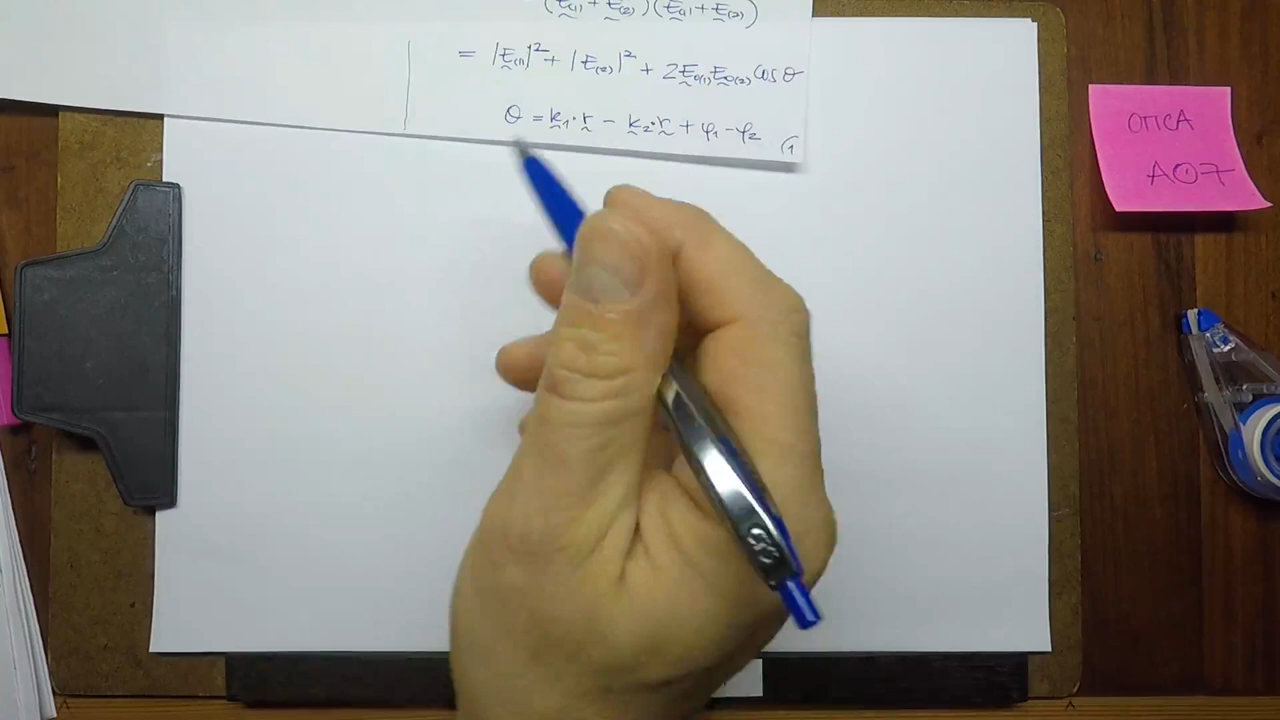 (E₍₁₎ + E₍₂₎)(E₍₁₎ + E₍₂₎)
= |E₍₁₎|² + |E₍₂₎|² + 2E₀₍₁₎E₀₍₂₎ cos θ
θ = k₁·r - k₂·r + φ₁ - φ₂ (1
OTICA
A07